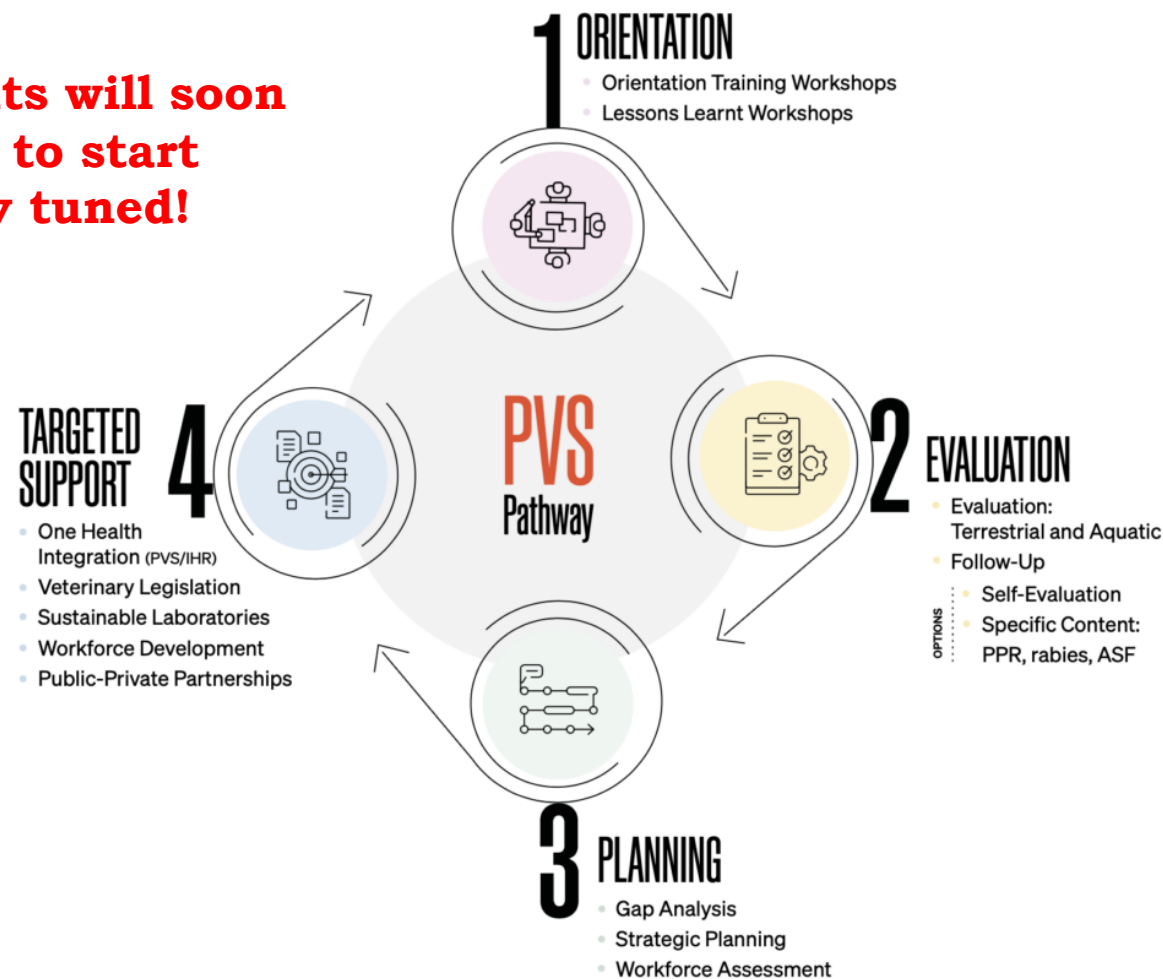 1 ORIENTATION
Orientation Training Workshops
Lessons Learnt Workshops
will soon
to start
tuned!
PVS
Pathway
2 EVALUATION
Evaluation:
Terrestrial and Aquatic
Follow-Up
OPTIONS
Self-Evaluation
Specific Content:
PPR, rabies, ASF
3 PLANNING
Gap Analysis
Strategic Planning
Workforce Assessment
TARGETED
SUPPORT
4
One Health
Integration (PVS/IHR)
Veterinary Legislation
Sustainable Laboratories
Workforce Development
Public-Private Partnerships